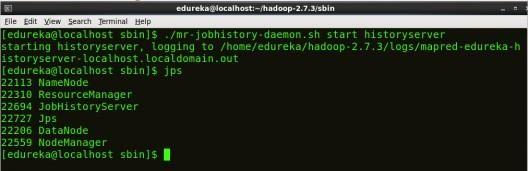 edureka@localhost:~/hadoop-2.7.3/sbin
File Edit View Search Terminal Help
[edureka@localhost sbin]$ ./mr-jobhistory-daemon.sh start historyserver
starting historyserver, logging to /home/edureka/hadoop-2.7.3/logs/mapred-edureka-h
istoryserver-localhost.localdomain.out
[edureka@localhost sbin]$ jps
22113 NameNode
22310 ResourceManager
22694 JobHistoryServer
22727 Jps
22206 DataNode
22559 NodeManager
[edureka@localhost sbin]$